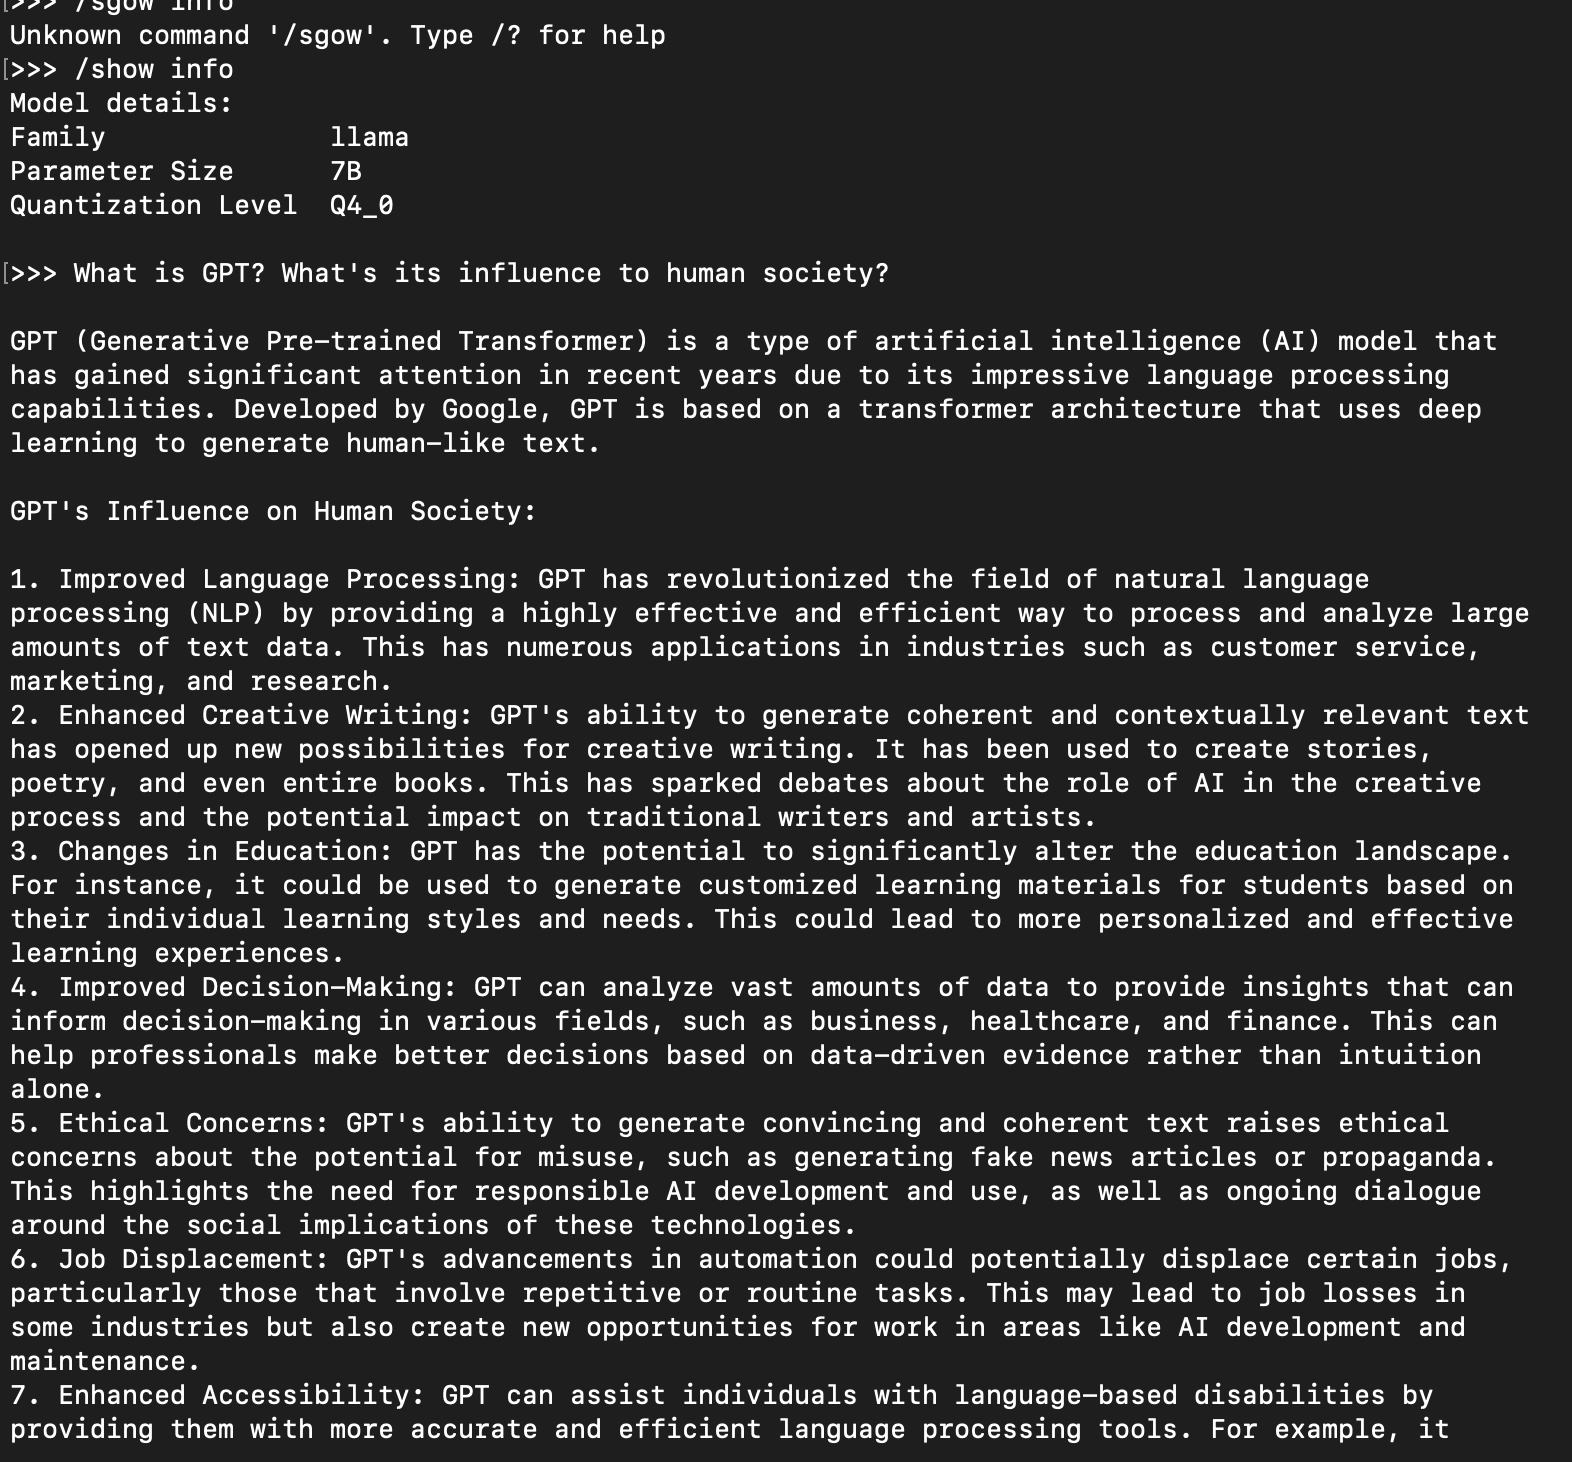 >>> /sgow info
Unknown command '/sgow'. Type /? for help
>>> /show info
Model details:
Family              llama
Parameter Size      7B
Quantization Level  Q4_0
>>> What is GPT? What's its influence to human society?
GPT (Generative Pre-trained Transformer) is a type of artificial intelligence (AI) model that
has gained significant attention in recent years due to its impressive language processing
capabilities. Developed by Google, GPT is based on a transformer architecture that uses deep
learning to generate human-like text.
GPT's Influence on Human Society:
1. Improved Language Processing: GPT has revolutionized the field of natural language
processing (NLP) by providing a highly effective and efficient way to process and analyze large
amounts of text data. This has numerous applications in industries such as customer service,
marketing, and research.
2. Enhanced Creative Writing: GPT's ability to generate coherent and contextually relevant text
has opened up new possibilities for creative writing. It has been used to create stories,
poetry, and even entire books. This has sparked debates about the role of AI in the creative
process and the potential impact on traditional writers and artists.
3. Changes in Education: GPT has the potential to significantly alter the education landscape.
For instance, it could be used to generate customized learning materials for students based on
their individual learning styles and needs. This could lead to more personalized and effective
learning experiences.
4. Improved Decision-Making: GPT can analyze vast amounts of data to provide insights that can
inform decision-making in various fields, such as business, healthcare, and finance. This can
help professionals make better decisions based on data-driven evidence rather than intuition
alone.
5. Ethical Concerns: GPT's ability to generate convincing and coherent text raises ethical
concerns about the potential for misuse, such as generating fake news articles or propaganda.
This highlights the need for responsible AI development and use, as well as ongoing dialogue
around the social implications of these technologies.
6. Job Displacement: GPT's advancements in automation could potentially displace certain jobs,
particularly those that involve repetitive or routine tasks. This may lead to job losses in
some industries but also create new opportunities for work in areas like AI development and
maintenance.
7. Enhanced Accessibility: GPT can assist individuals with language-based disabilities by
providing them with more accurate and efficient language processing tools. For example, it